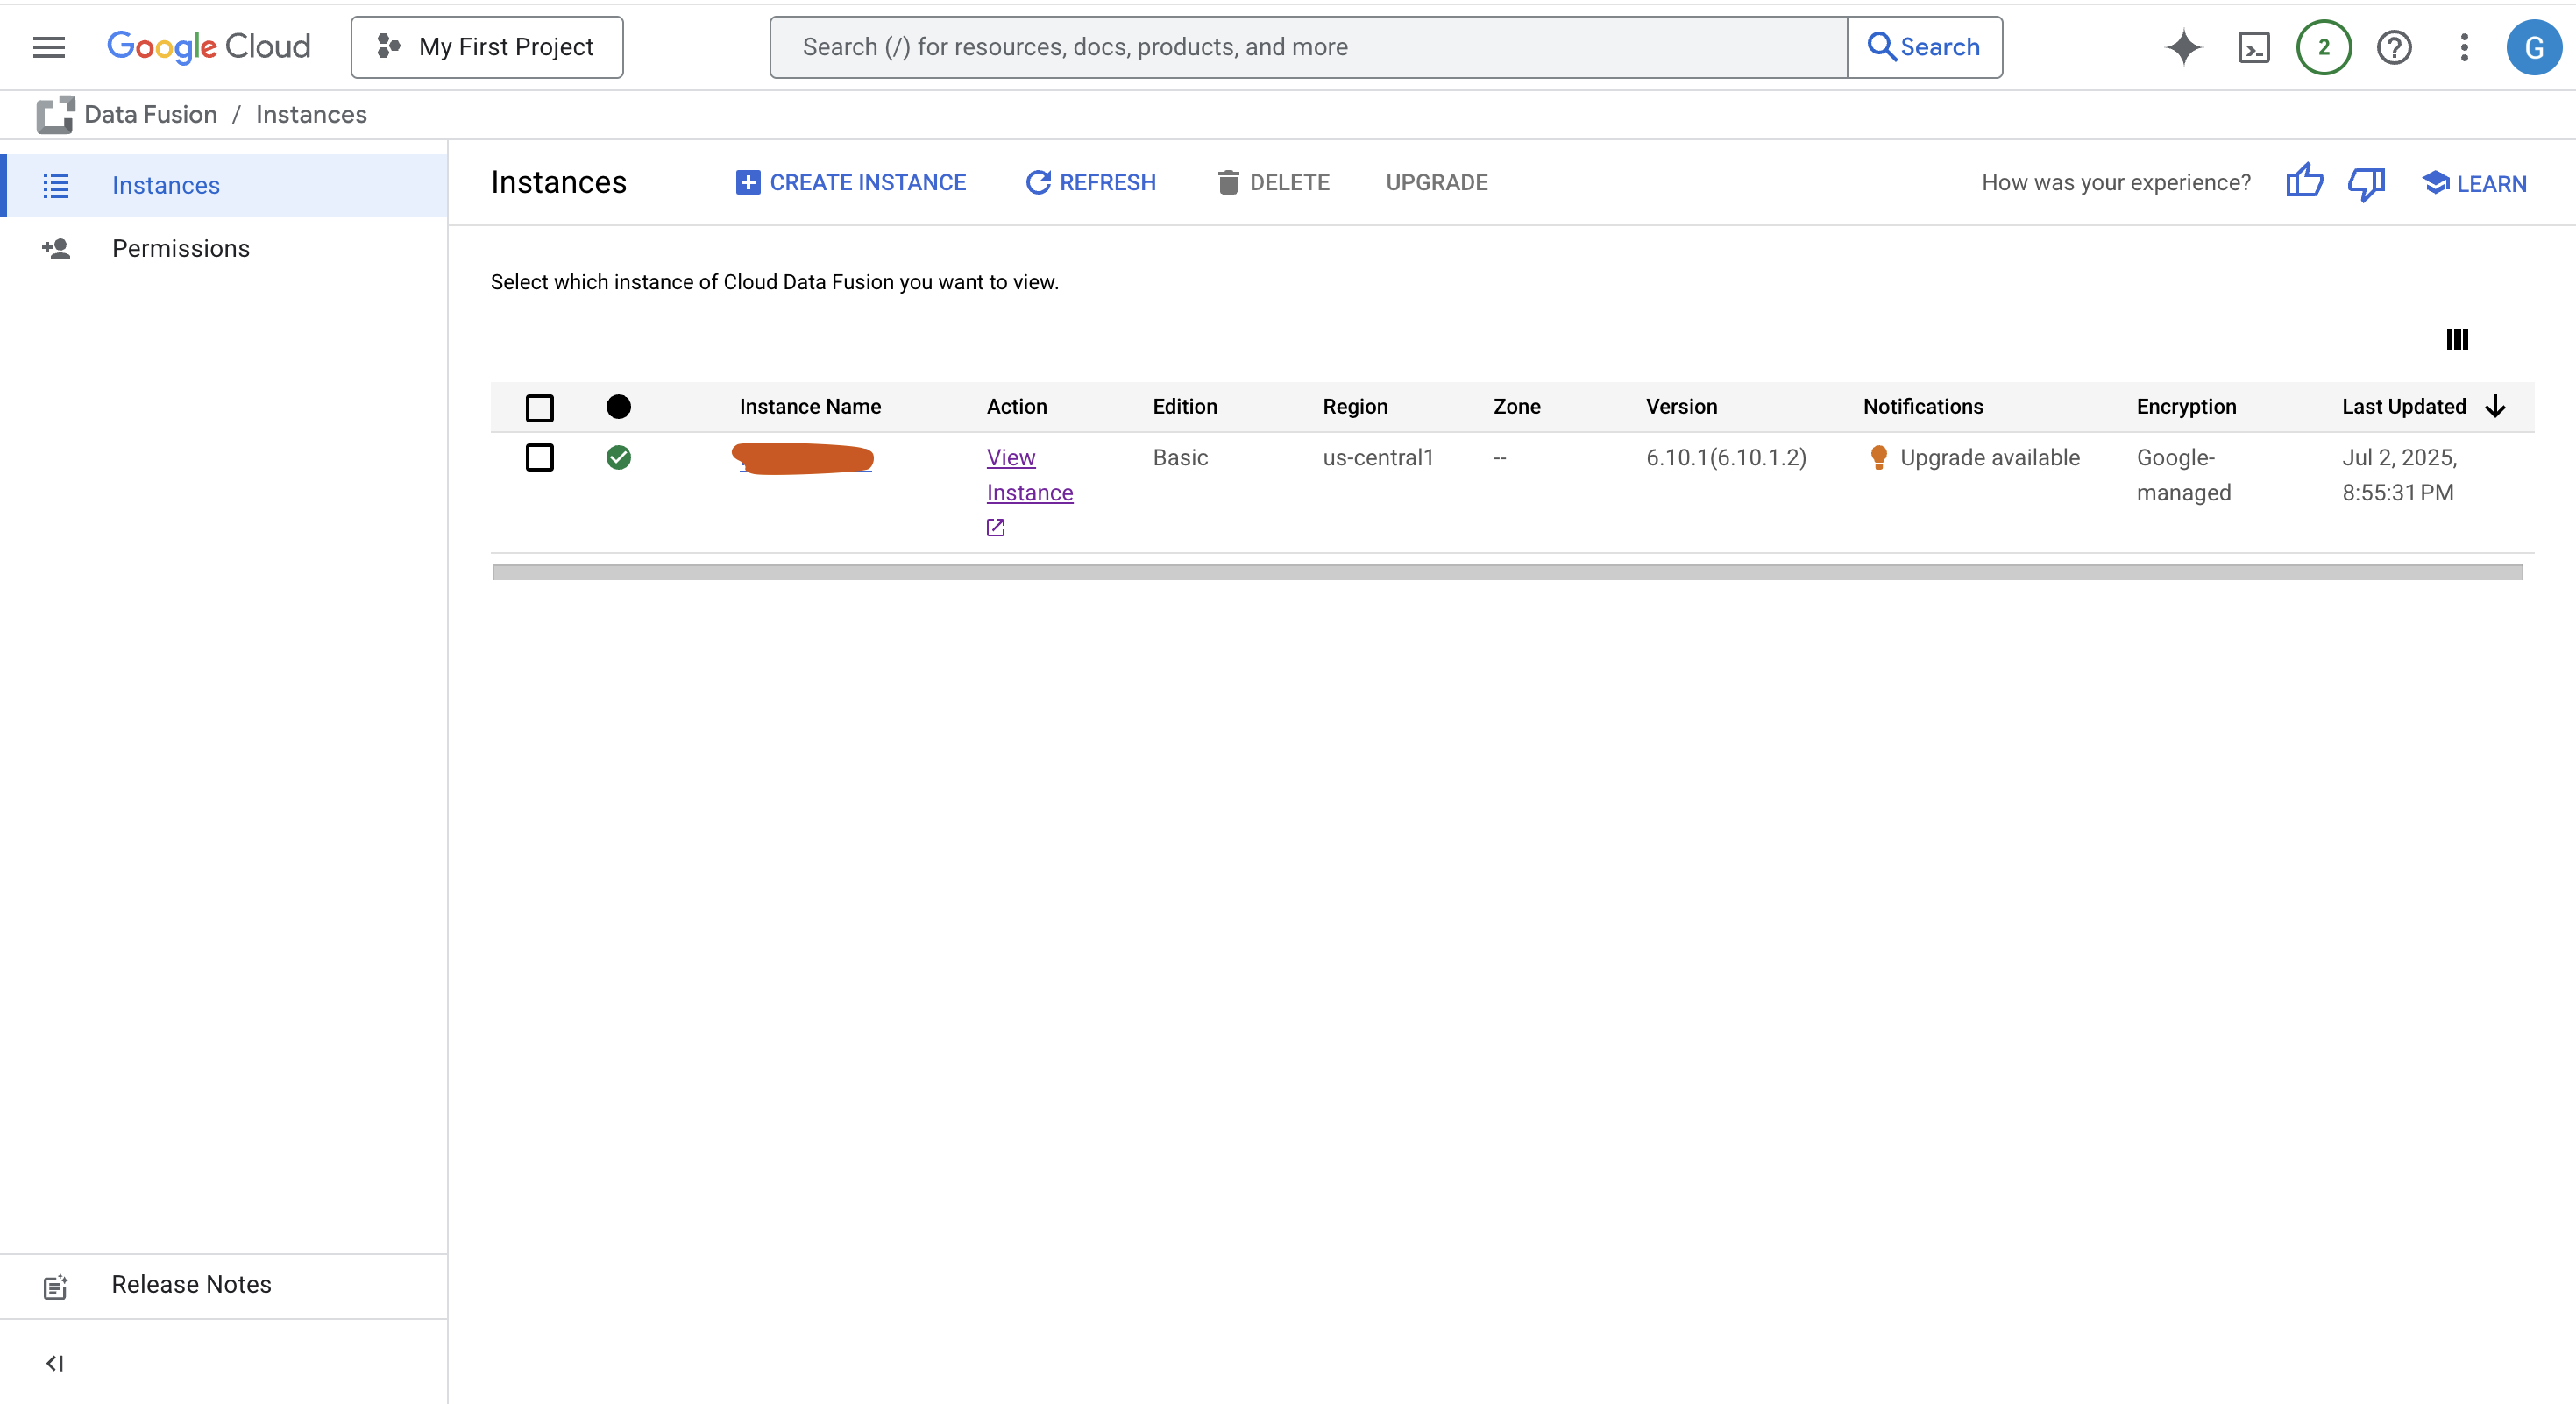 Google Cloud
My First Project
Search (/) for resources, docs, products, and more
Search
2
G
Data Fusion / Instances
Instances
Permissions
Instances
CREATE INSTANCE
REFRESH
DELETE
UPGRADE
How was your experience?
LEARN
Select which instance of Cloud Data Fusion you want to view.
Instance Name Action Edition Region Zone Version Notifications Encryption Last Updated
View Basic us-central1 -- 6.10.1(6.10.1.2) Upgrade available Google- Jul 2, 2025,
Instance managed 8:55:31 PM
Release Notes